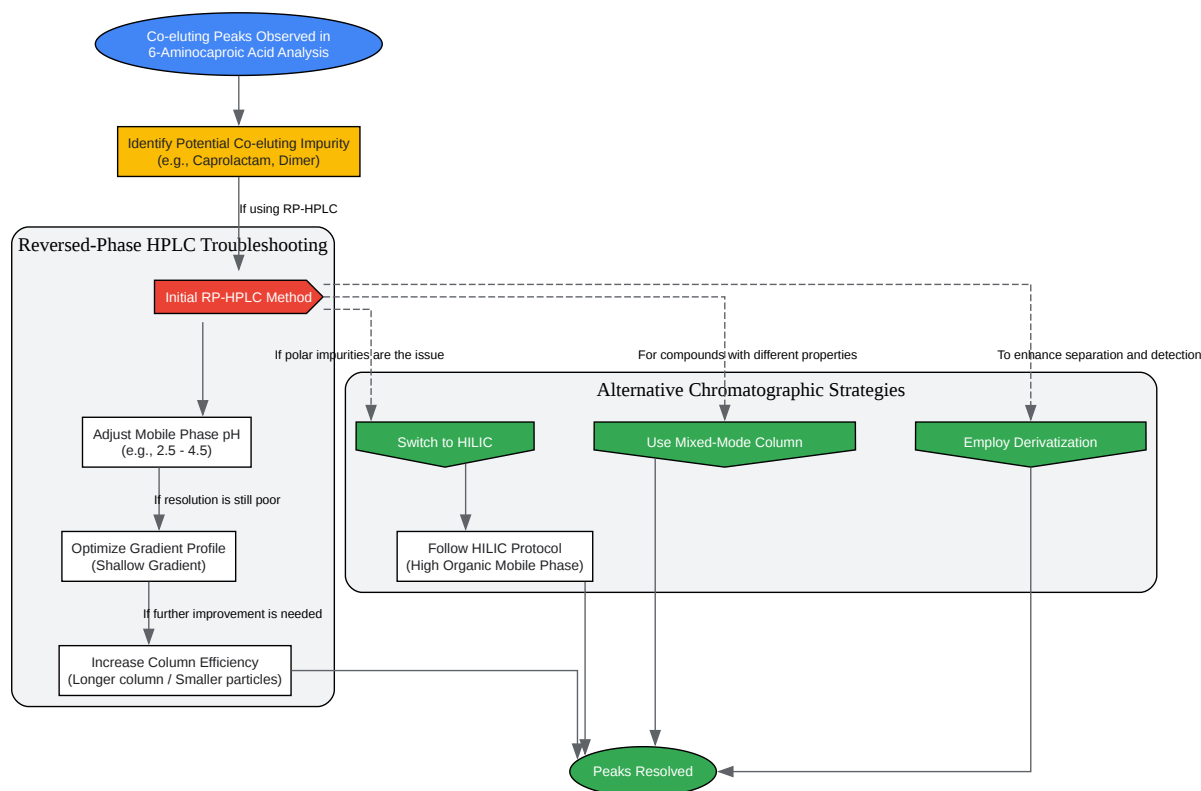 Co-eluting Peaks Observed in
6-Aminocaproic Acid Analysis
Identify Potential Co-eluting Impurity
(e.g., Caprolactam, Dimer)
If using RP-HPLC
Reversed-Phase HPLC Troubleshooting
Initial RP-HPLC Method
If polar impurities are the issue
For compounds with different properties
To enhance separation and detection
Alternative Chromatographic Strategies
Adjust Mobile Phase pH
(e.g., 2.5 - 4.5)
Switch to HILIC
Use Mixed-Mode Column
Employ Derivatization
If resolution is still poor
Optimize Gradient Profile
(Shallow Gradient)
Follow HILIC Protocol
(High Organic Mobile Phase)
If further improvement is needed
Increase Column Efficiency
(Longer column / Smaller particles)
Peaks Resolved